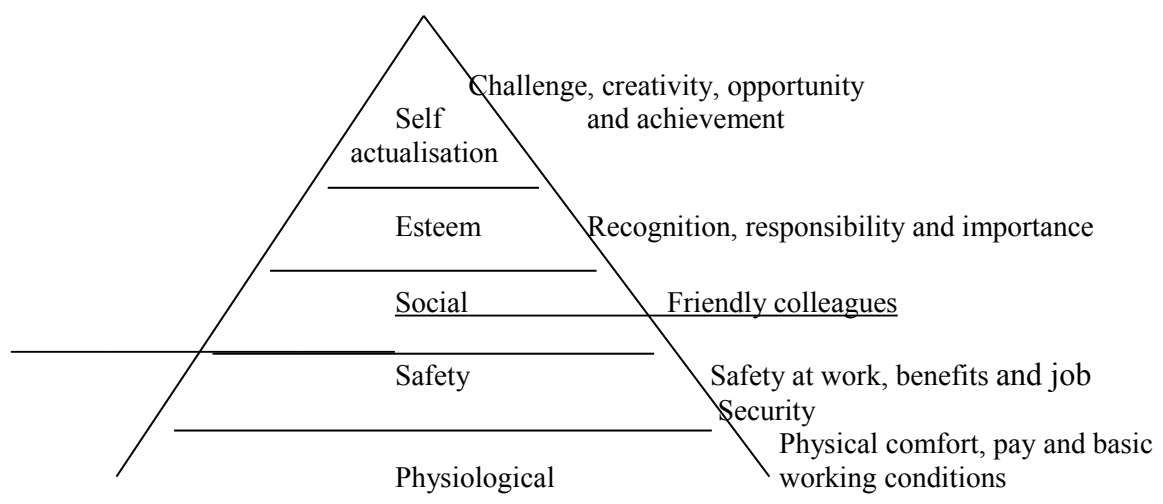 Challenge, creativity, opportunity
Self and achievement
actualisation
Esteem Recognition, responsibility and importance
Social Friendly colleagues
Safety Safety at work, benefits and job
Security
Physical comfort, pay and basic
Physiological working conditions